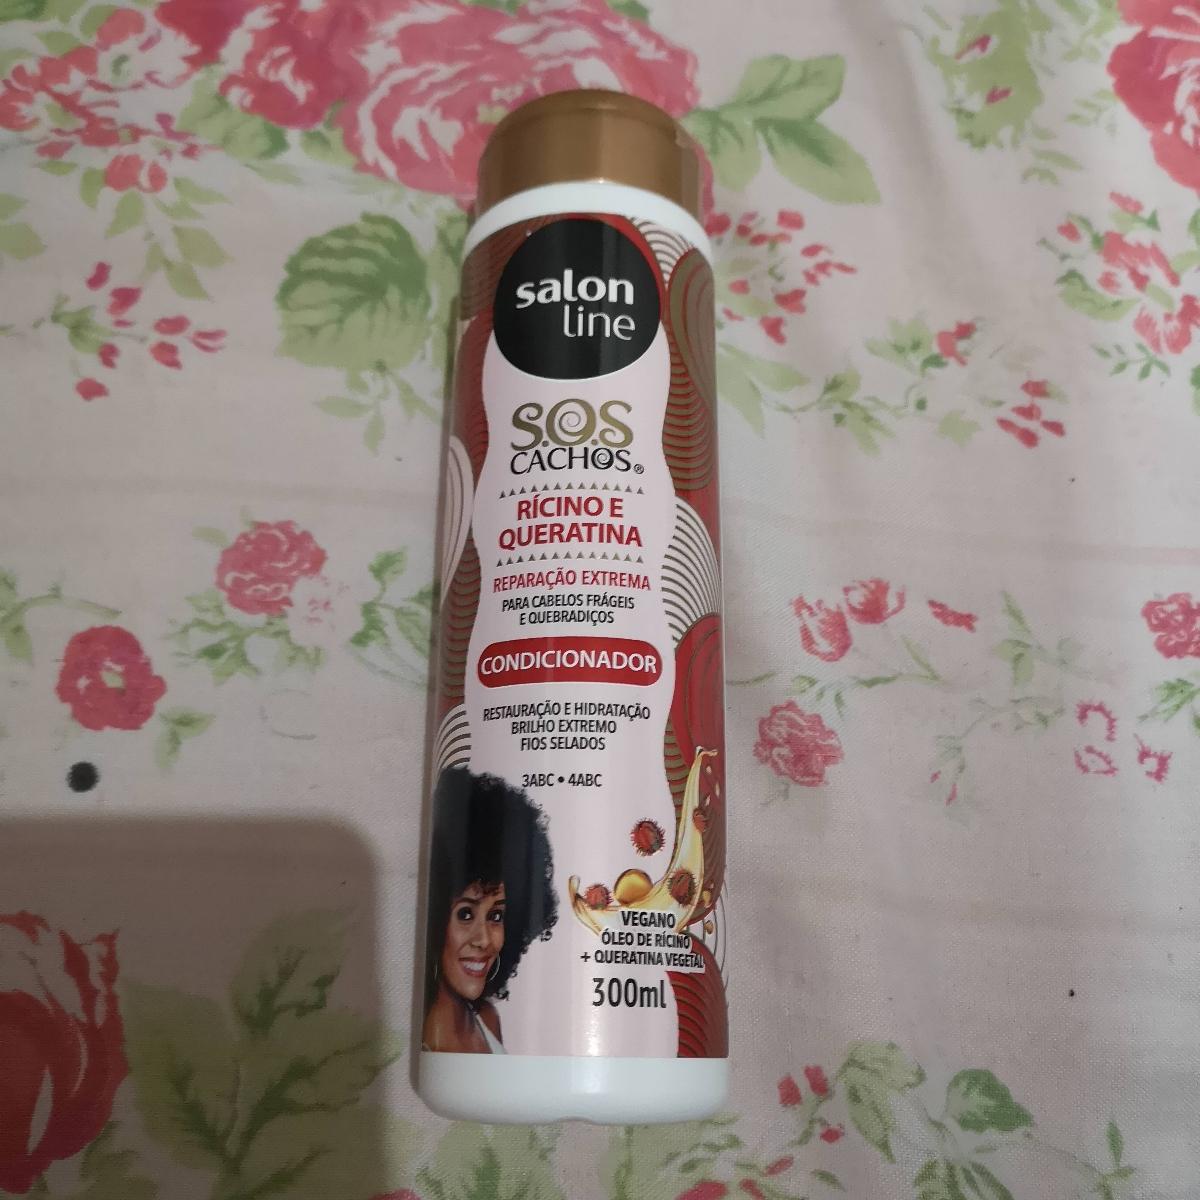 salon
line
S.O.S
CACHOS®
RÍCINO E
QUERATINA
REPARAÇÃO EXTREMA
PARA CABELOS FRÁGEIS
E QUEBRADIÇOS
CONDICIONADOR
RESTAURAÇÃO E HIDRATAÇÃO
BRILHO EXTREMO
FIOS SELADOS
3ABC • 4ABC
VEGANO
ÓLEO DE RÍCINO
+ QUERATINA VEGETAL
300ml